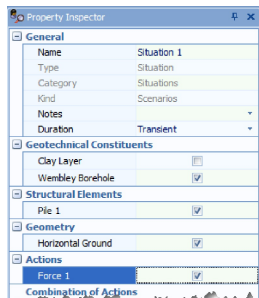 Property Inspector
General
Name Situation 1
Type Situation
Category Situations
Kind Scenarios
Notes
Duration Transient
Geotechnical Constituents
Clay Layer
Wembley Borehole
Structural Elements
Pile 1
Geometry
Horizontal Ground
Actions
Force 1
Combination of Actions